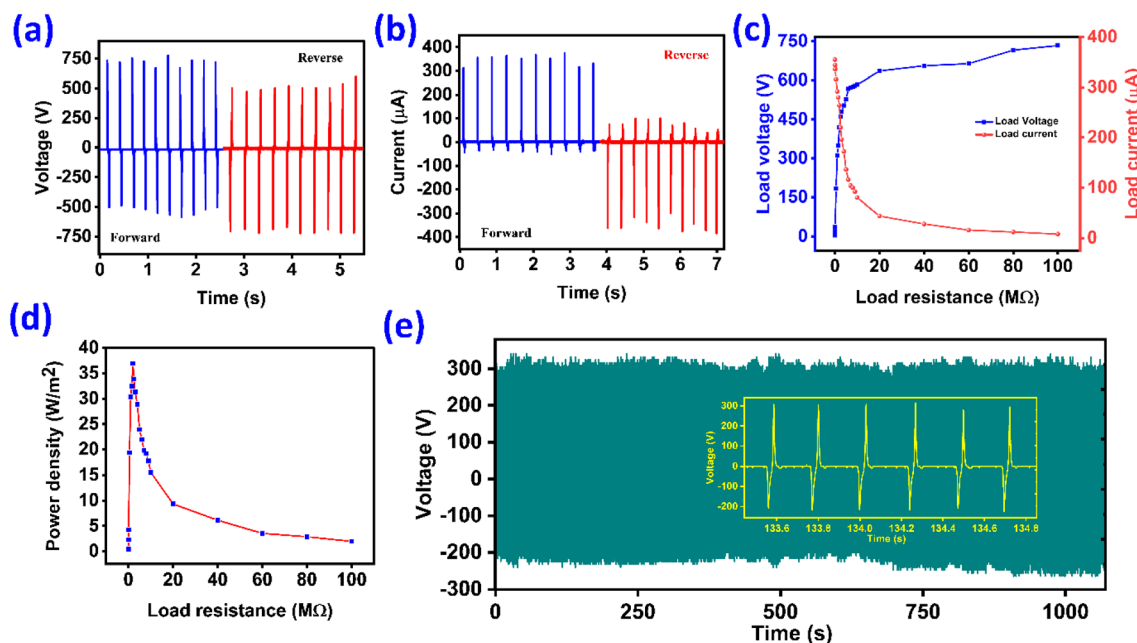 (a)
Voltage (V)
750
500
250
0
-250
-500
-750
Reverse
Forward
0 1 2 3 4 5
Time (s)
(b)
Current (µA)
400
300
200
100
0
-100
-200
-300
-400
Reverse
Forward
0 1 2 3 4 5 6 7
Time (s)
(c)
Load voltage (V)
750
600
450
300
150
0
Load Voltage
Load current
400
300
200
100
0
Load current (µA)
0 20 40 60 80 100
Load resistance (MΩ)
(d)
Power density (W/m2)
40
35
30
25
20
15
10
5
0
0 20 40 60 80 100
Load resistance (MΩ)
(e)
Voltage (V)
300
200
100
0
-100
-200
-300
Voltage (V)
300
200
100
0
-100
-200
133.6 133.8 134.0 134.2 134.4 134.6 134.8
Time (s)
0 250 500 750 1000
Time (s)